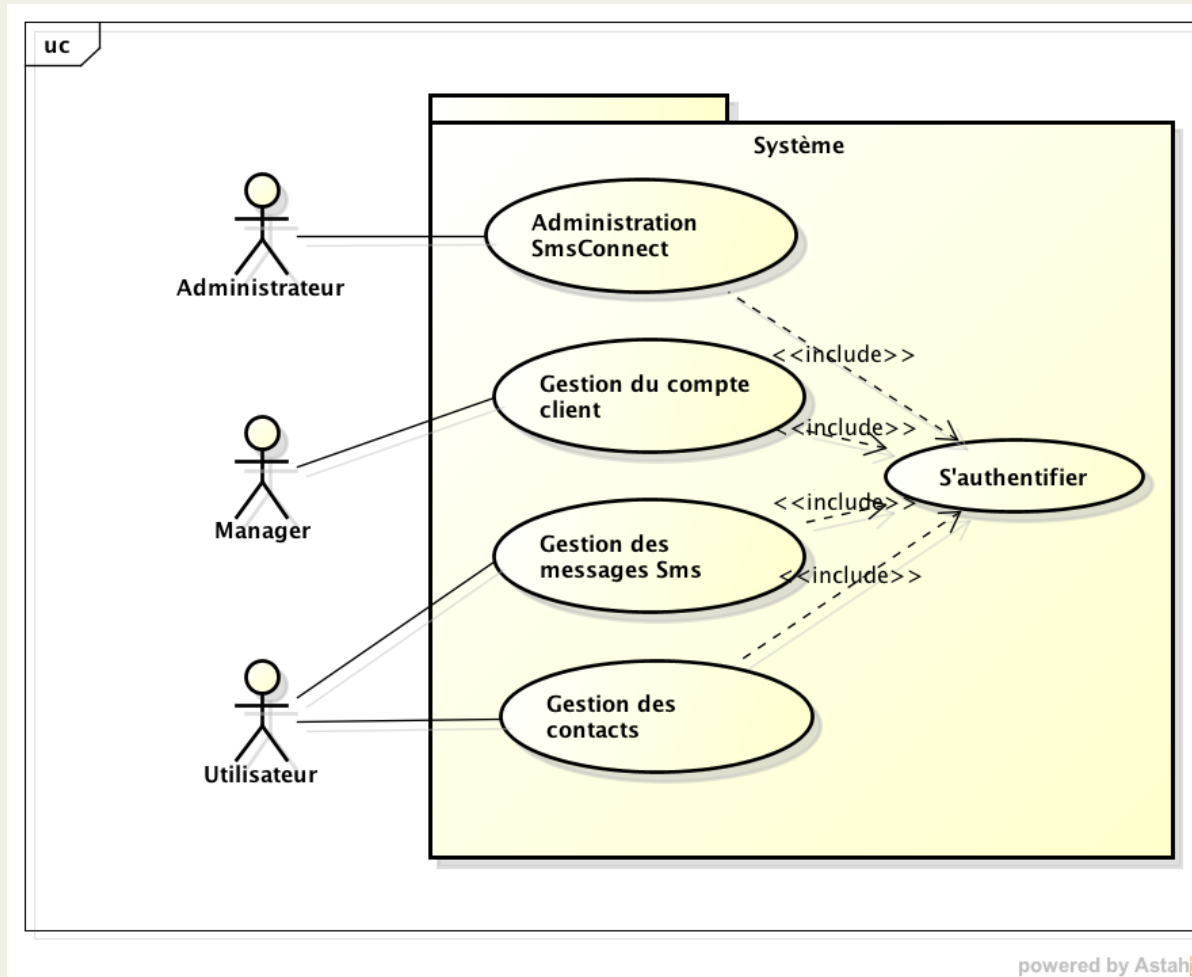 uc
Système
Administration
SmsConnect
Administrateur
<<include>>
Gestion du compte
client
<<include>>
S'authentifier
Manager
<<include>>
Gestion des
messages Sms
<<include>>
Gestion des
contacts
Utilisateur
powered by Astah